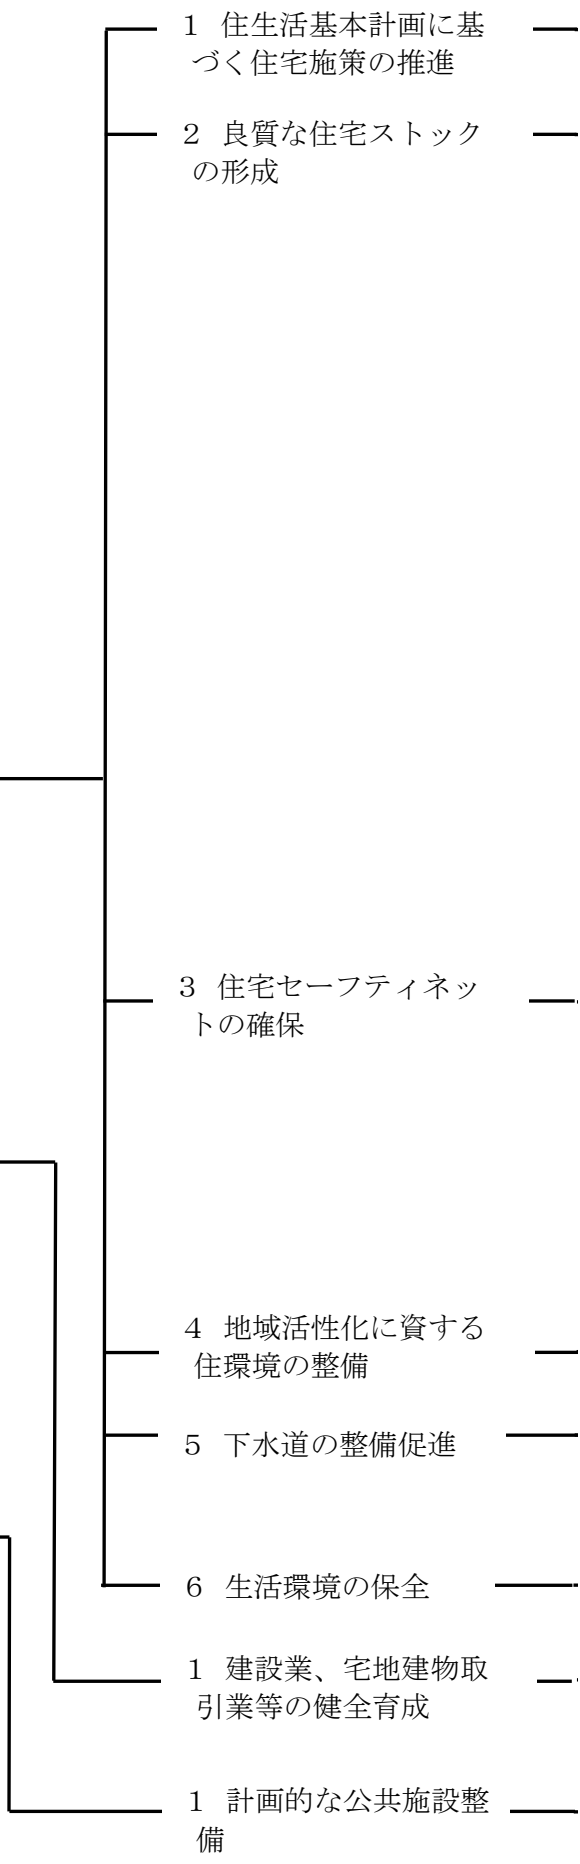 １ 住生活基本計画に基
づく住宅施策の推進
２ 良質な住宅ストック
の形成
３ 住宅セーフティネッ
トの確保
４ 地域活性化に資する
住環境の整備
５ 下水道の整備促進
６ 生活環境の保全
１ 建設業、宅地建物取
引業等の健全育成
１ 計画的な公共施設整
備